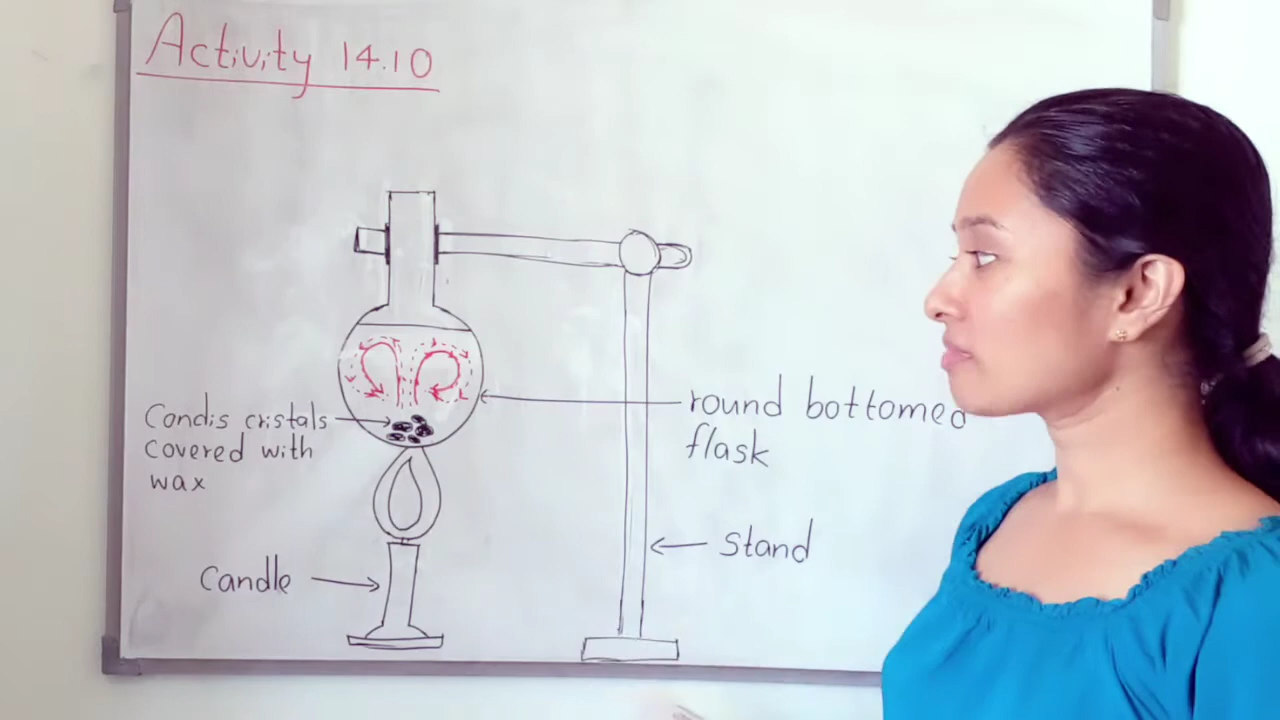 Activity 14.10
Condis cristals
covered with
wax
round bottomed
flask
Stand
Candle